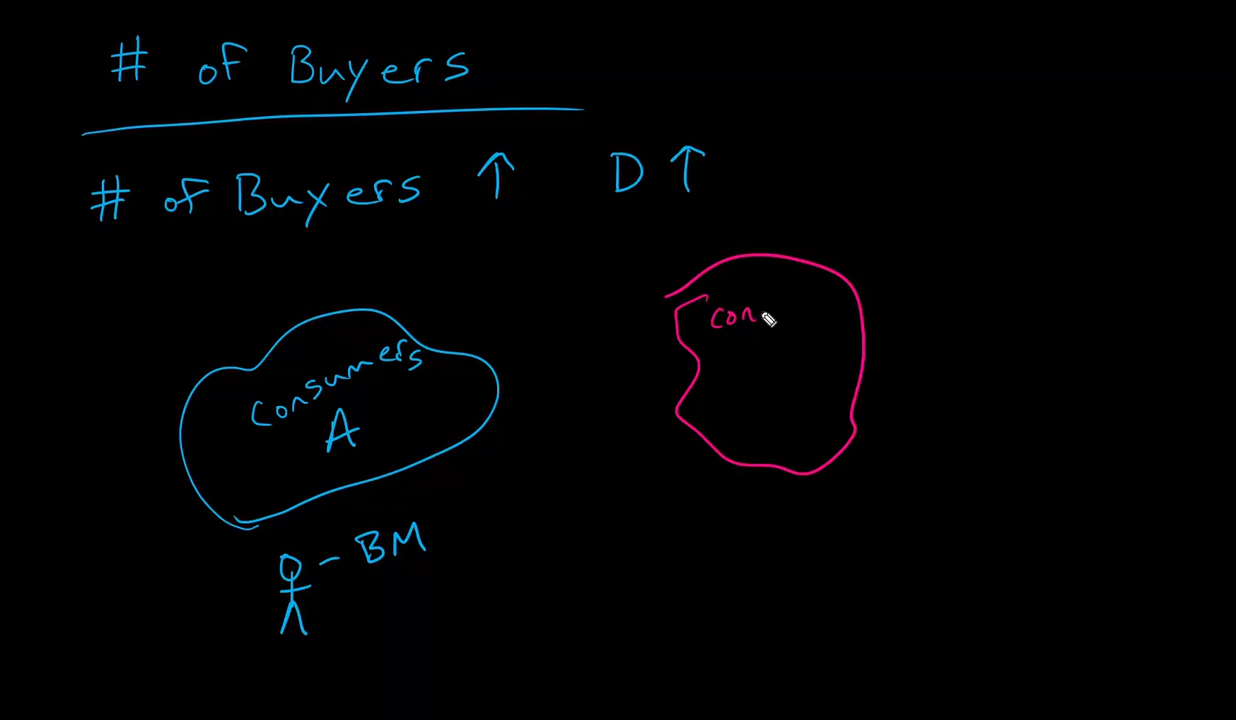 # of Buyers
# of Buyers ↑ D ↑
Consumers
A
con
- BM